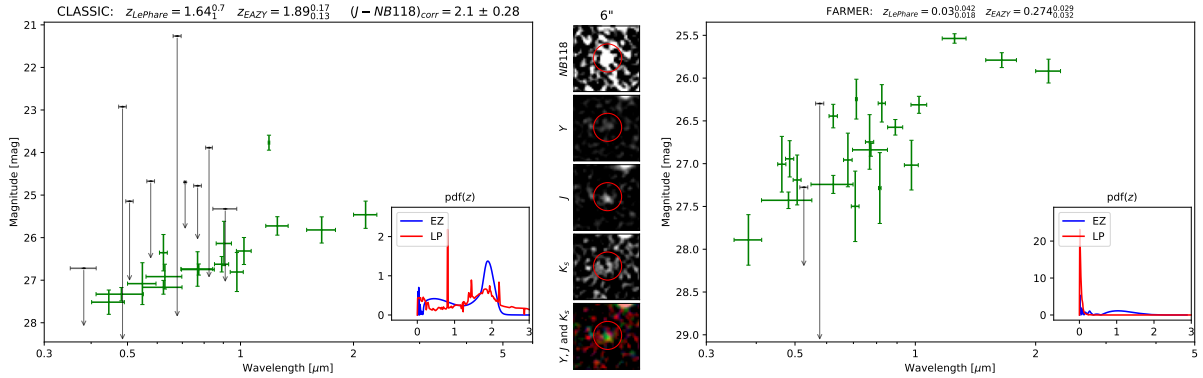 CLASSIC: z_LePhare = 1.64^0.7_1 z_EAZY = 1.89^0.17_0.13 (J − NB118)_corr = 2.1 ± 0.28
21
22
23
24
25
26
27
28
Magnitude [mag]
0.3
0.5
1
2
3
5
6
Wavelength [μm]
pdf(z)
EZ
LP
0
1
2
0
1
2
3
6"
NB118
Y
J
K_s
Y, J and K_s
FARMER: z_LePhare = 0.03^0.042_0.018 z_EAZY = 0.274^0.029_0.032
25.5
26.0
26.5
27.0
27.5
28.0
28.5
29.0
Magnitude [mag]
0.3
0.5
1
2
3
5
Wavelength [μm]
pdf(z)
EZ
LP
0
10
20
0
1
2
3